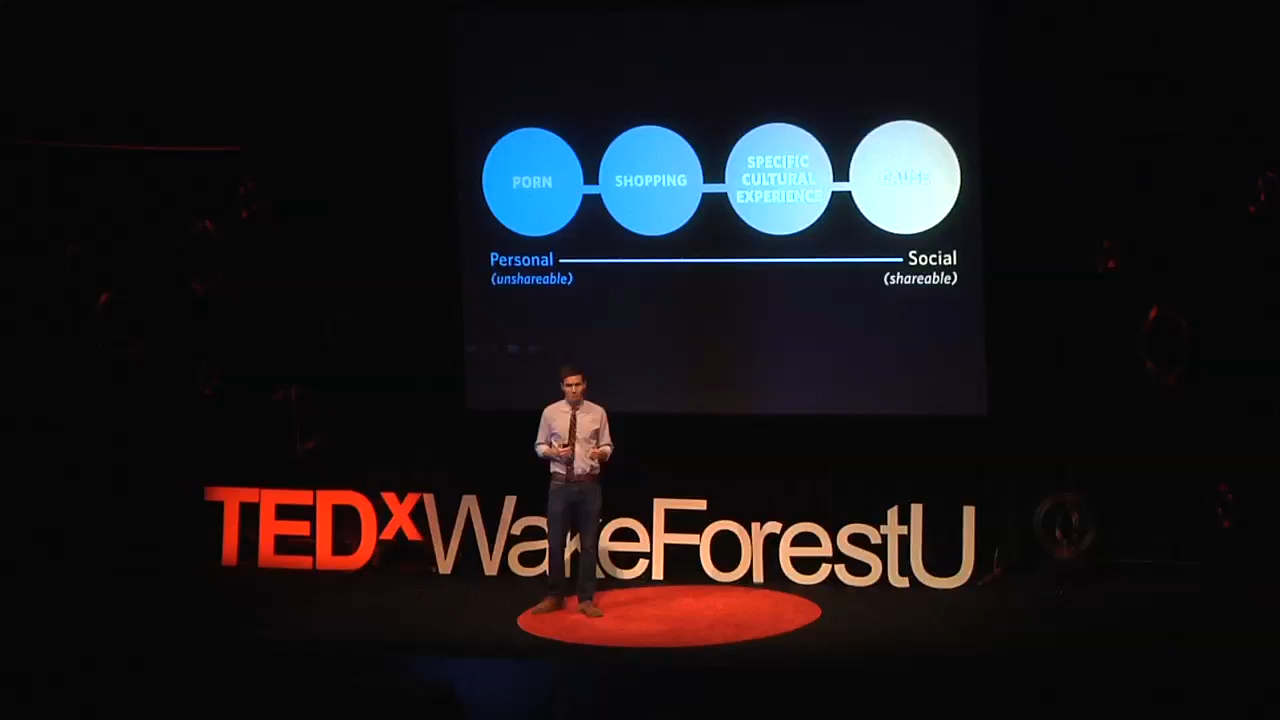 PORN
SHOPPING
SPECIFIC
CULTURAL
EXPERIENCE
Personal
(unshareable)
Social
(shareable)
TEDxWakeForestU